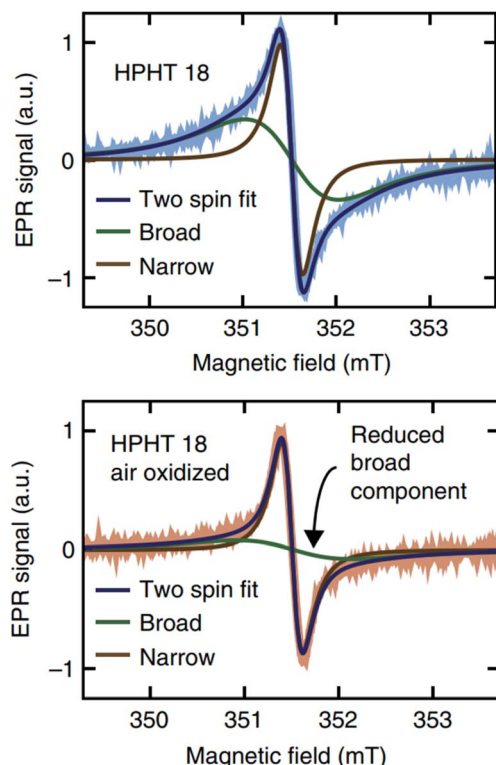 EPR signal (a.u.)
1
0
−1
HPHT 18
Two spin fit
Broad
Narrow
350
351
352
353
Magnetic field (mT)
EPR signal (a.u.)
1
0
−1
HPHT 18
air oxidized
Reduced
broad
component
Two spin fit
Broad
Narrow
350
351
352
353
Magnetic field (mT)